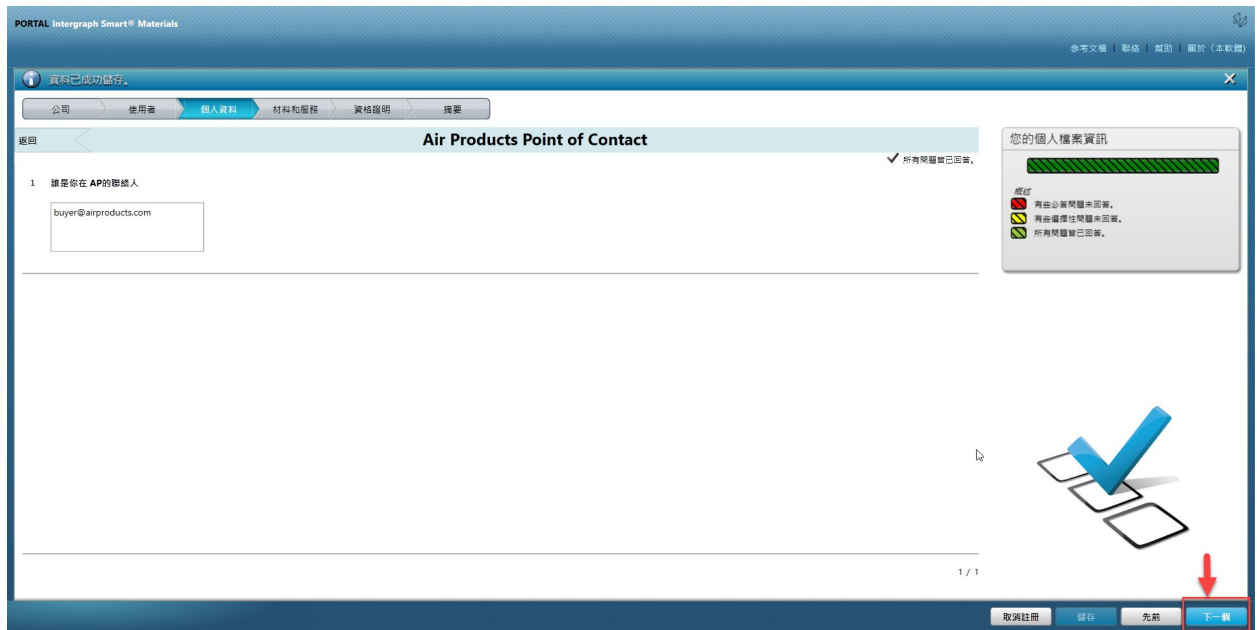 PORTAL Intergraph Smart® Materials
參考文檔 | 聯絡 | 幫助 | 關於（本軟體)
資料已成功儲存。
公司 使用者 個人資料 材料和服務 資格證明 摘要
返回
Air Products Point of Contact
所有問題皆已回答。
1 誰是你在 AP的聯絡人
buyer@airproducts.com
您的個人檔案資訊
概述
有些必答問題未回答。
有些選擇性問題未回答。
所有問題皆已回答。
1 / 1
取消註冊 儲存 先前 下一個